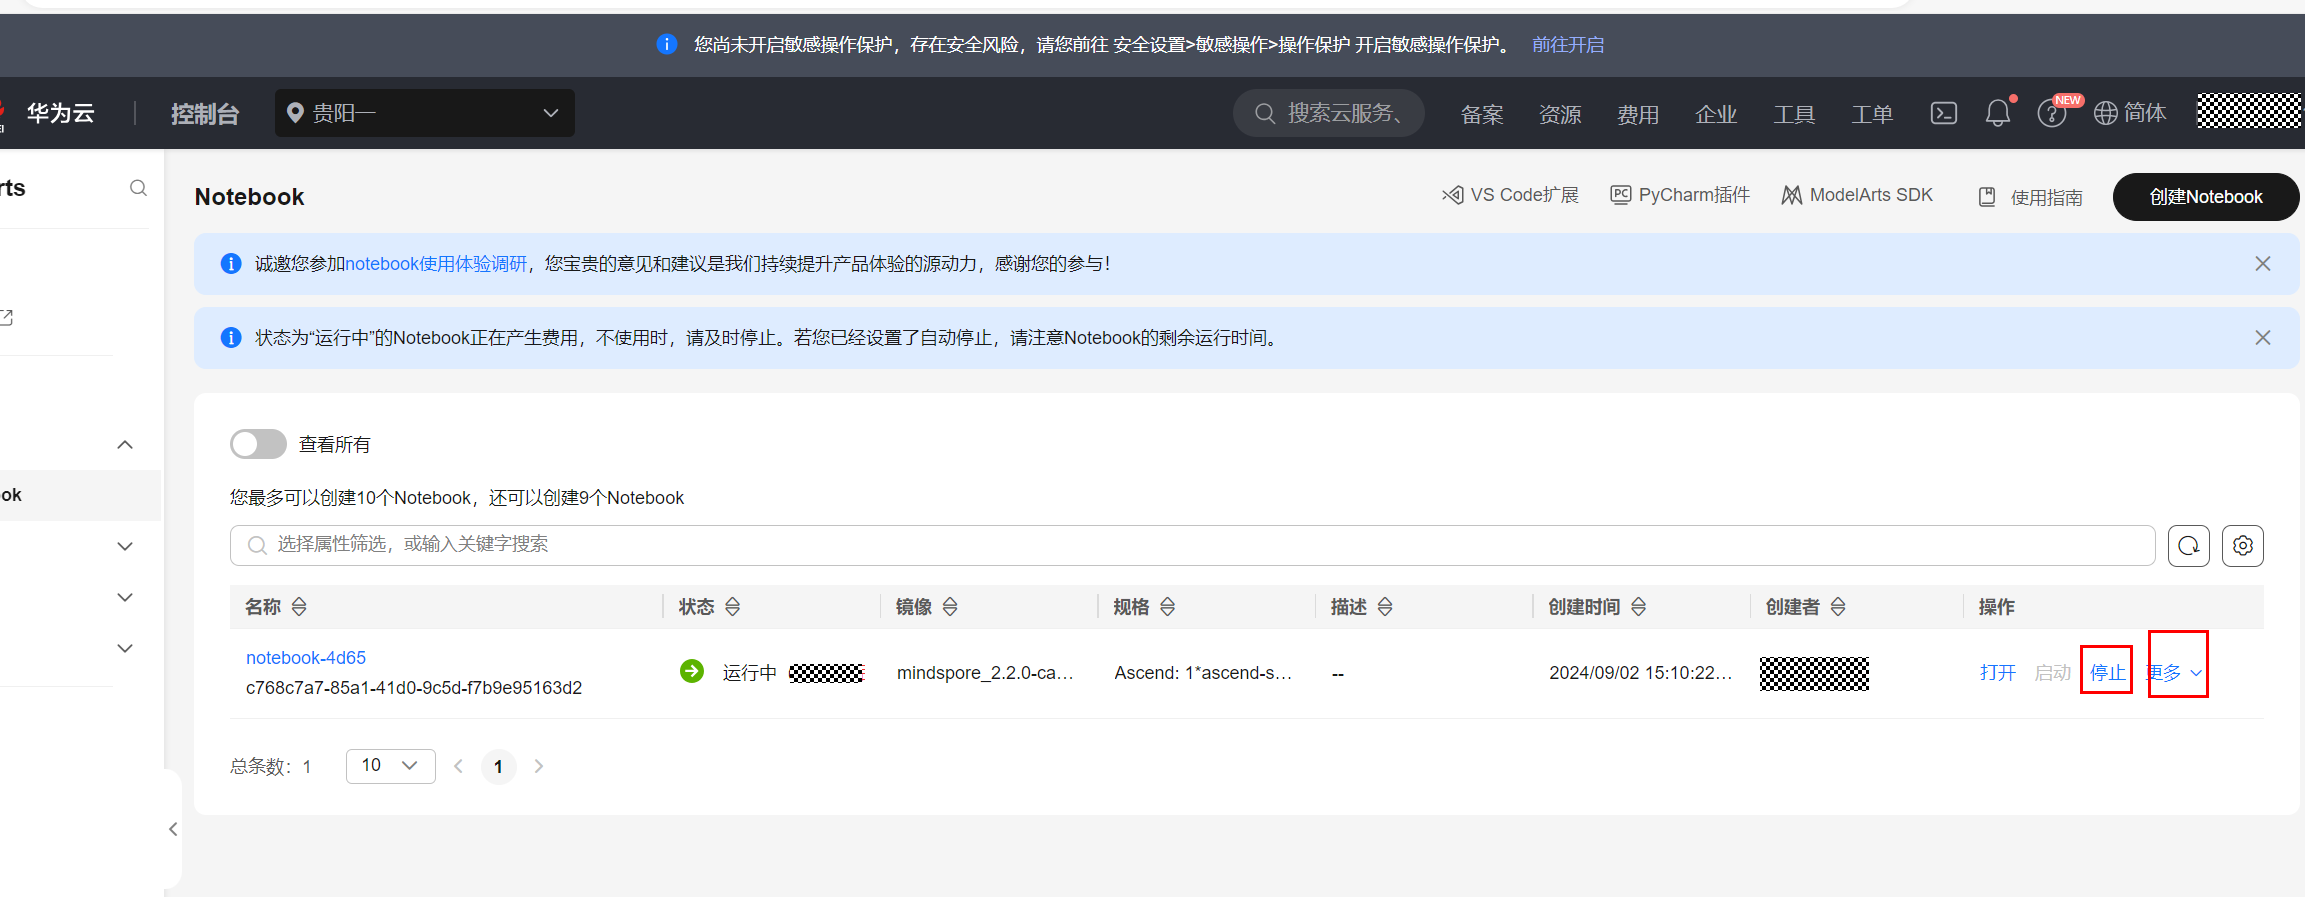 您尚未开启敏感操作保护，存在安全风险，请您前往 安全设置>敏感操作>操作保护 开启敏感操作保护。 前往开启
华为云 控制台 贵阳一 搜索云服务、 备案 资源 费用 企业 工具 工单 NEW 简体
rts
Notebook VS Code扩展 PyCharm插件 ModelArts SDK 使用指南 创建Notebook
诚邀您参加notebook使用体验调研，您宝贵的意见和建议是我们持续提升产品体验的源动力，感谢您的参与！
状态为“运行中”的Notebook正在产生费用，不使用时，请及时停止。若您已经设置了自动停止，请注意Notebook的剩余运行时间。
查看所有
您最多可以创建10个Notebook，还可以创建9个Notebook
ok
选择属性筛选，或输入关键字搜索
名称 状态 镜像 规格 描述 创建时间 创建者 操作
notebook-4d65
c768c7a7-85a1-41d0-9c5d-f7b9e95163d2
运行中 mindspore_2.2.0-ca… Ascend: 1*ascend-s… -- 2024/09/02 15:10:22… 打开 启动 停止 更多
总条数：1 10 1